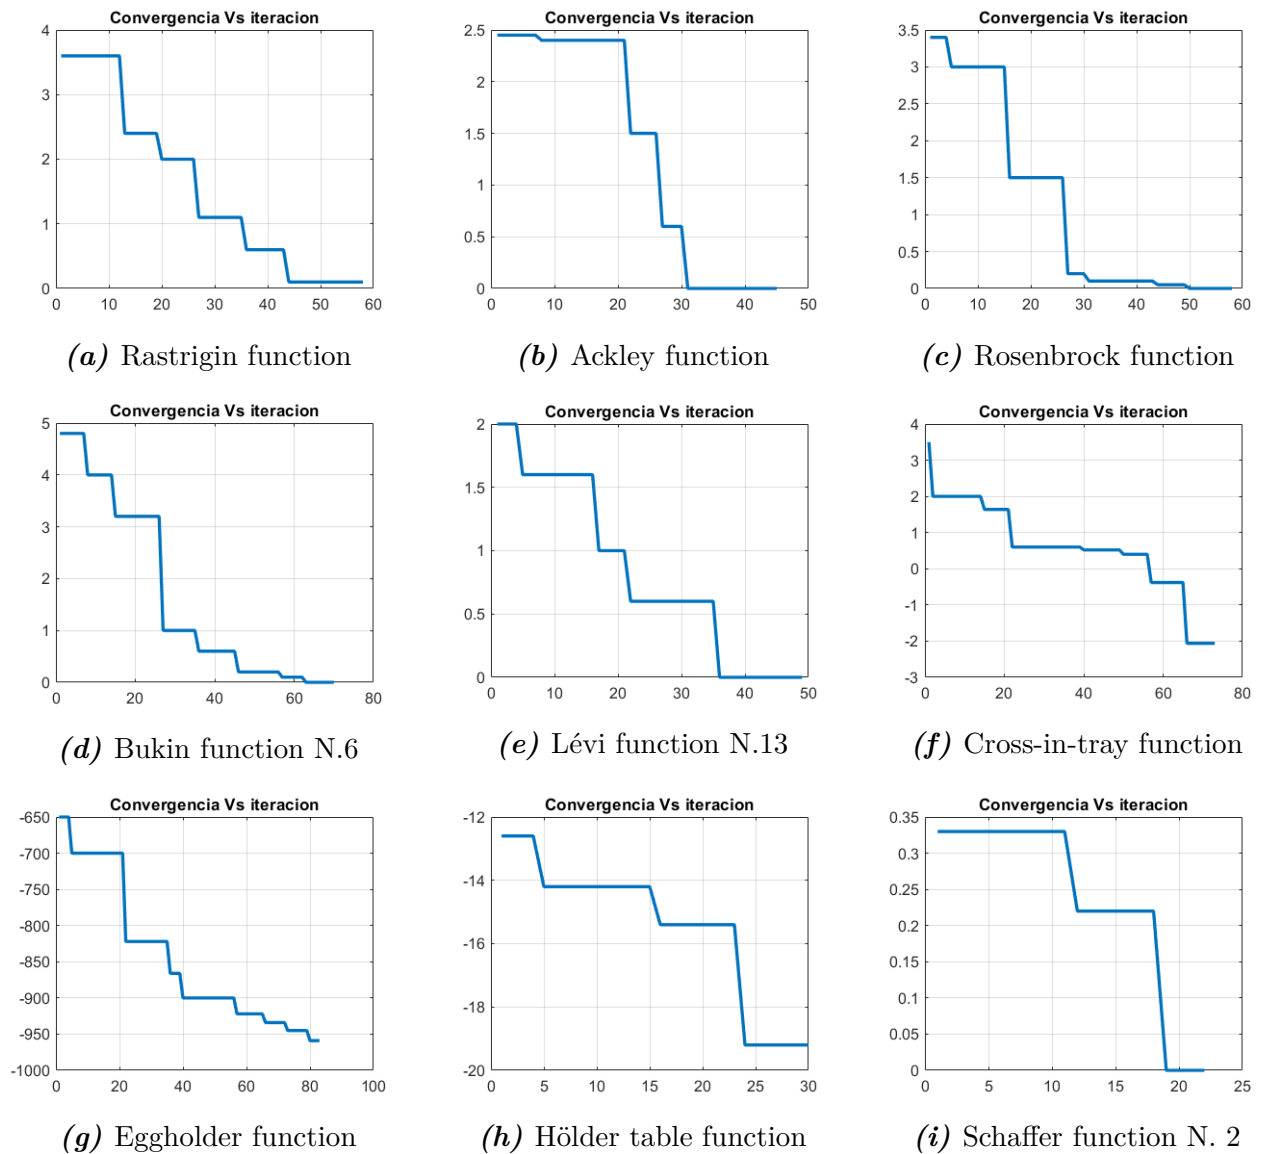 Convergencia Vs iteracion
4
3
2
1
0
0 10 20 30 40 50 60
(a) Rastrigin function
Convergencia Vs iteracion
2.5
2
1.5
1
0.5
0
0 10 20 30 40 50
(b) Ackley function
Convergencia Vs iteracion
3.5
3
2.5
2
1.5
1
0.5
0
0 10 20 30 40 50 60
(c) Rosenbrock function
Convergencia Vs iteracion
5
4
3
2
1
0
0 20 40 60 80
(d) Bukin function N.6
Convergencia Vs iteracion
2
1.5
1
0.5
0
0 10 20 30 40 50
(e) Lévi function N.13
Convergencia Vs iteracion
4
3
2
1
0
-1
-2
-3
0 20 40 60 80
(f) Cross-in-tray function
Convergencia Vs iteracion
-650
-700
-750
-800
-850
-900
-950
-1000
0 20 40 60 80 100
(g) Eggholder function
Convergencia Vs iteracion
-12
-14
-16
-18
-20
0 5 10 15 20 25 30
(h) Hölder table function
Convergencia Vs iteracion
0.35
0.3
0.25
0.2
0.15
0.1
0.05
0
0 5 10 15 20 25
(i) Schaffer function N. 2